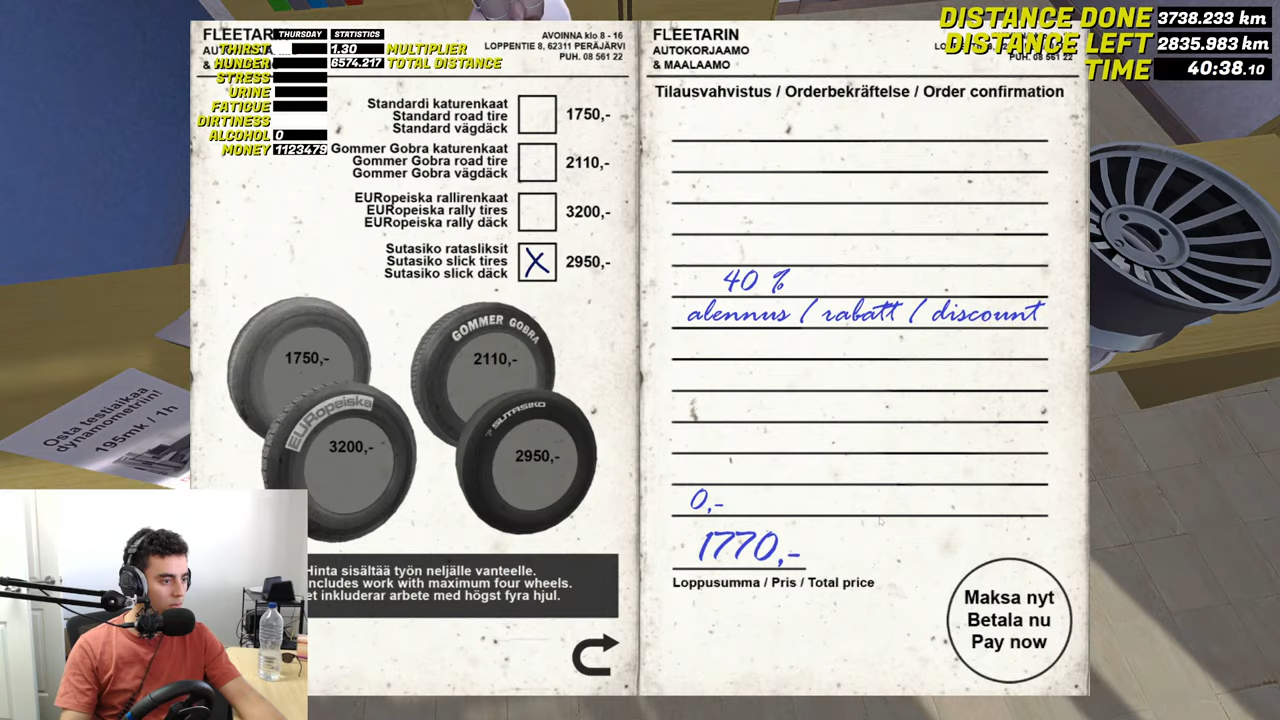 FLEETARIN
THURSDAY
STATISTICS
THIRST
1.30 MULTIPLIER
HUNGER
6574.217 TOTAL DISTANCE
STRESS
URINE
FATIGUE
DIRTINESS
ALCOHOL 0
MONEY 1123479
AVOINNA klo 8 - 16
LOPPENTIE 8, 62311 PERÄJÄRVI
PUH. 08 561 22
Standardi katurenkaat
Standard road tire
Standard vägdäck
1750,-
Gommer Gobra katurenkaat
Gommer Gobra road tire
Gommer Gobra vägdäck
2110,-
EURopeiska rallirenkaat
EURopeiska rally tires
EURopeiska rally däck
3200,-
Sutasiko ratasliksit
Sutasiko slick tires
Sutasiko slick däck
X
2950,-
1750,-
GOMMER GOBRA
2110,-
EURopeiska
3200,-
SUTASIKO
2950,-
Hinta sisältää työn neljälle vanteelle.
includes work with maximum four wheels.
et inkluderar arbete med högst fyra hjul.
FLEETARIN
AUTOKORJAAMO
& MAALAAMO
PUH. 08 561 22
Tilausvahvistus / Orderbekräftelse / Order confirmation
40 %
alennus / rabatt / discount
0,-
1770,-
Loppusumma / Pris / Total price
Maksa nyt
Betala nu
Pay now
DISTANCE DONE 3738.233 km
DISTANCE LEFT 2835.983 km
TIME 40:38.10
Osta testiaikaa
dynamometriin!
195mk / 1h